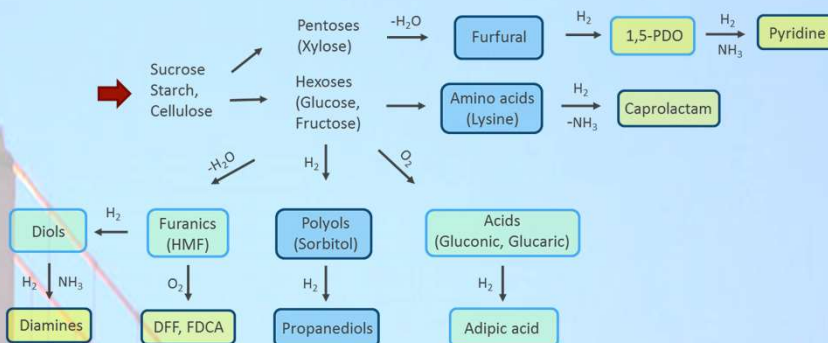 Pentoses
(Xylose)
-H₂O
Furfural
H₂
1,5-PDO
H₂
NH₃
Pyridine
Sucrose
Starch,
Cellulose
Hexoses
(Glucose,
Fructose)
Amino acids
(Lysine)
H₂
-NH₃
Caprolactam
-H₂O
H₂
O₂
Diols
H₂
Furanics
(HMF)
Polyols
(Sorbitol)
Acids
(Gluconic, Glucaric)
H₂
NH₃
O₂
H₂
H₂
Diamines
DFF, FDCA
Propanediols
Adipic acid